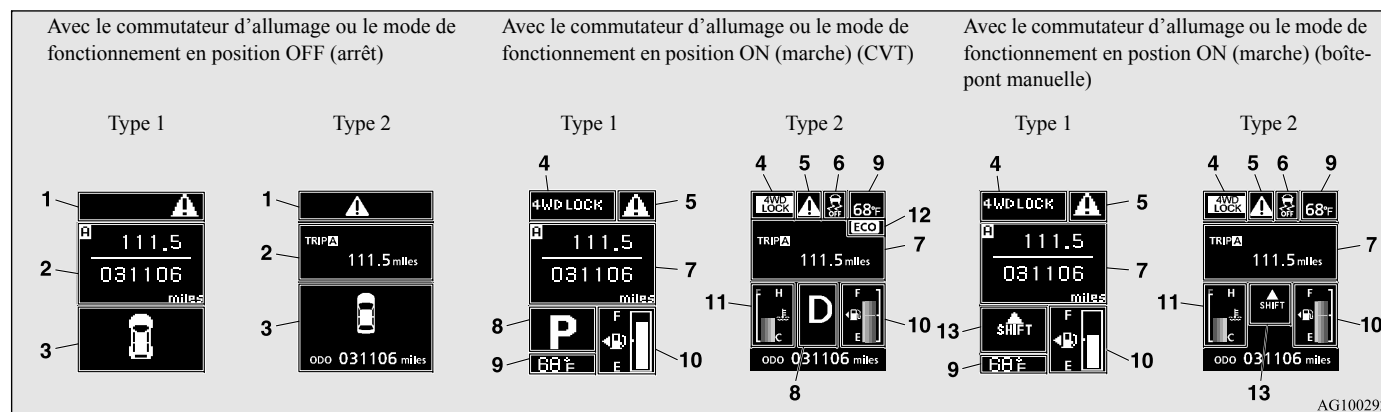 Avec le commutateur d'allumage ou le mode de
fonctionnement en position OFF (arrêt)
Avec le commutateur d'allumage ou le mode de
fonctionnement en position ON (marche) (CVT)
Avec le commutateur d'allumage ou le mode de
fonctionnement en postion ON (marche) (boîte-
pont manuelle)
Type 1
Type 2
Type 1
Type 2
Type 1
Type 2
1
2
3
A
111.5
031106
miles
1
2
3
TRIP A
111.5 miles
ODO 031106 miles
4
5
7
8
9
10
4WD LOCK
A
111.5
031106
miles
P
68°F
F
E
4
5
6
9
12
7
11
10
8
4WD
LOCK
OFF
68°F
ECO
TRIP A
111.5 miles
H
C
D
F
E
ODO 031106 miles
4
5
7
13
9
10
4WD LOCK
A
111.5
031106
miles
SHIFT
68°F
F
E
4
5
6
9
7
11
10
13
4WD
LOCK
OFF
68°F
TRIP A
111.5 miles
H
C
SHIFT
F
E
ODO 031106 miles
AG10029